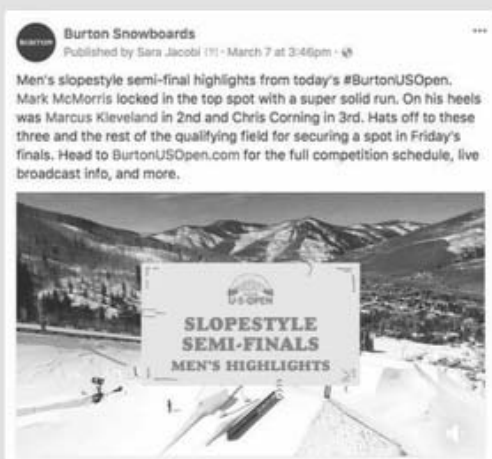 Burton Snowboards
Published by Sara Jacobi [?] · March 7 at 3:46pm ·
Men's slopestyle semi-final highlights from today's #BurtonUSOpen.
Mark McMorris locked in the top spot with a super solid run. On his heels
was Marcus Kleveland in 2nd and Chris Corning in 3rd. Hats off to these
three and the rest of the qualifying field for securing a spot in Friday's
finals. Head to BurtonUSOpen.com for the full competition schedule, live
broadcast info, and more.
U·S·OPEN
SLOPESTYLE
SEMI-FINALS
MEN'S HIGHLIGHTS